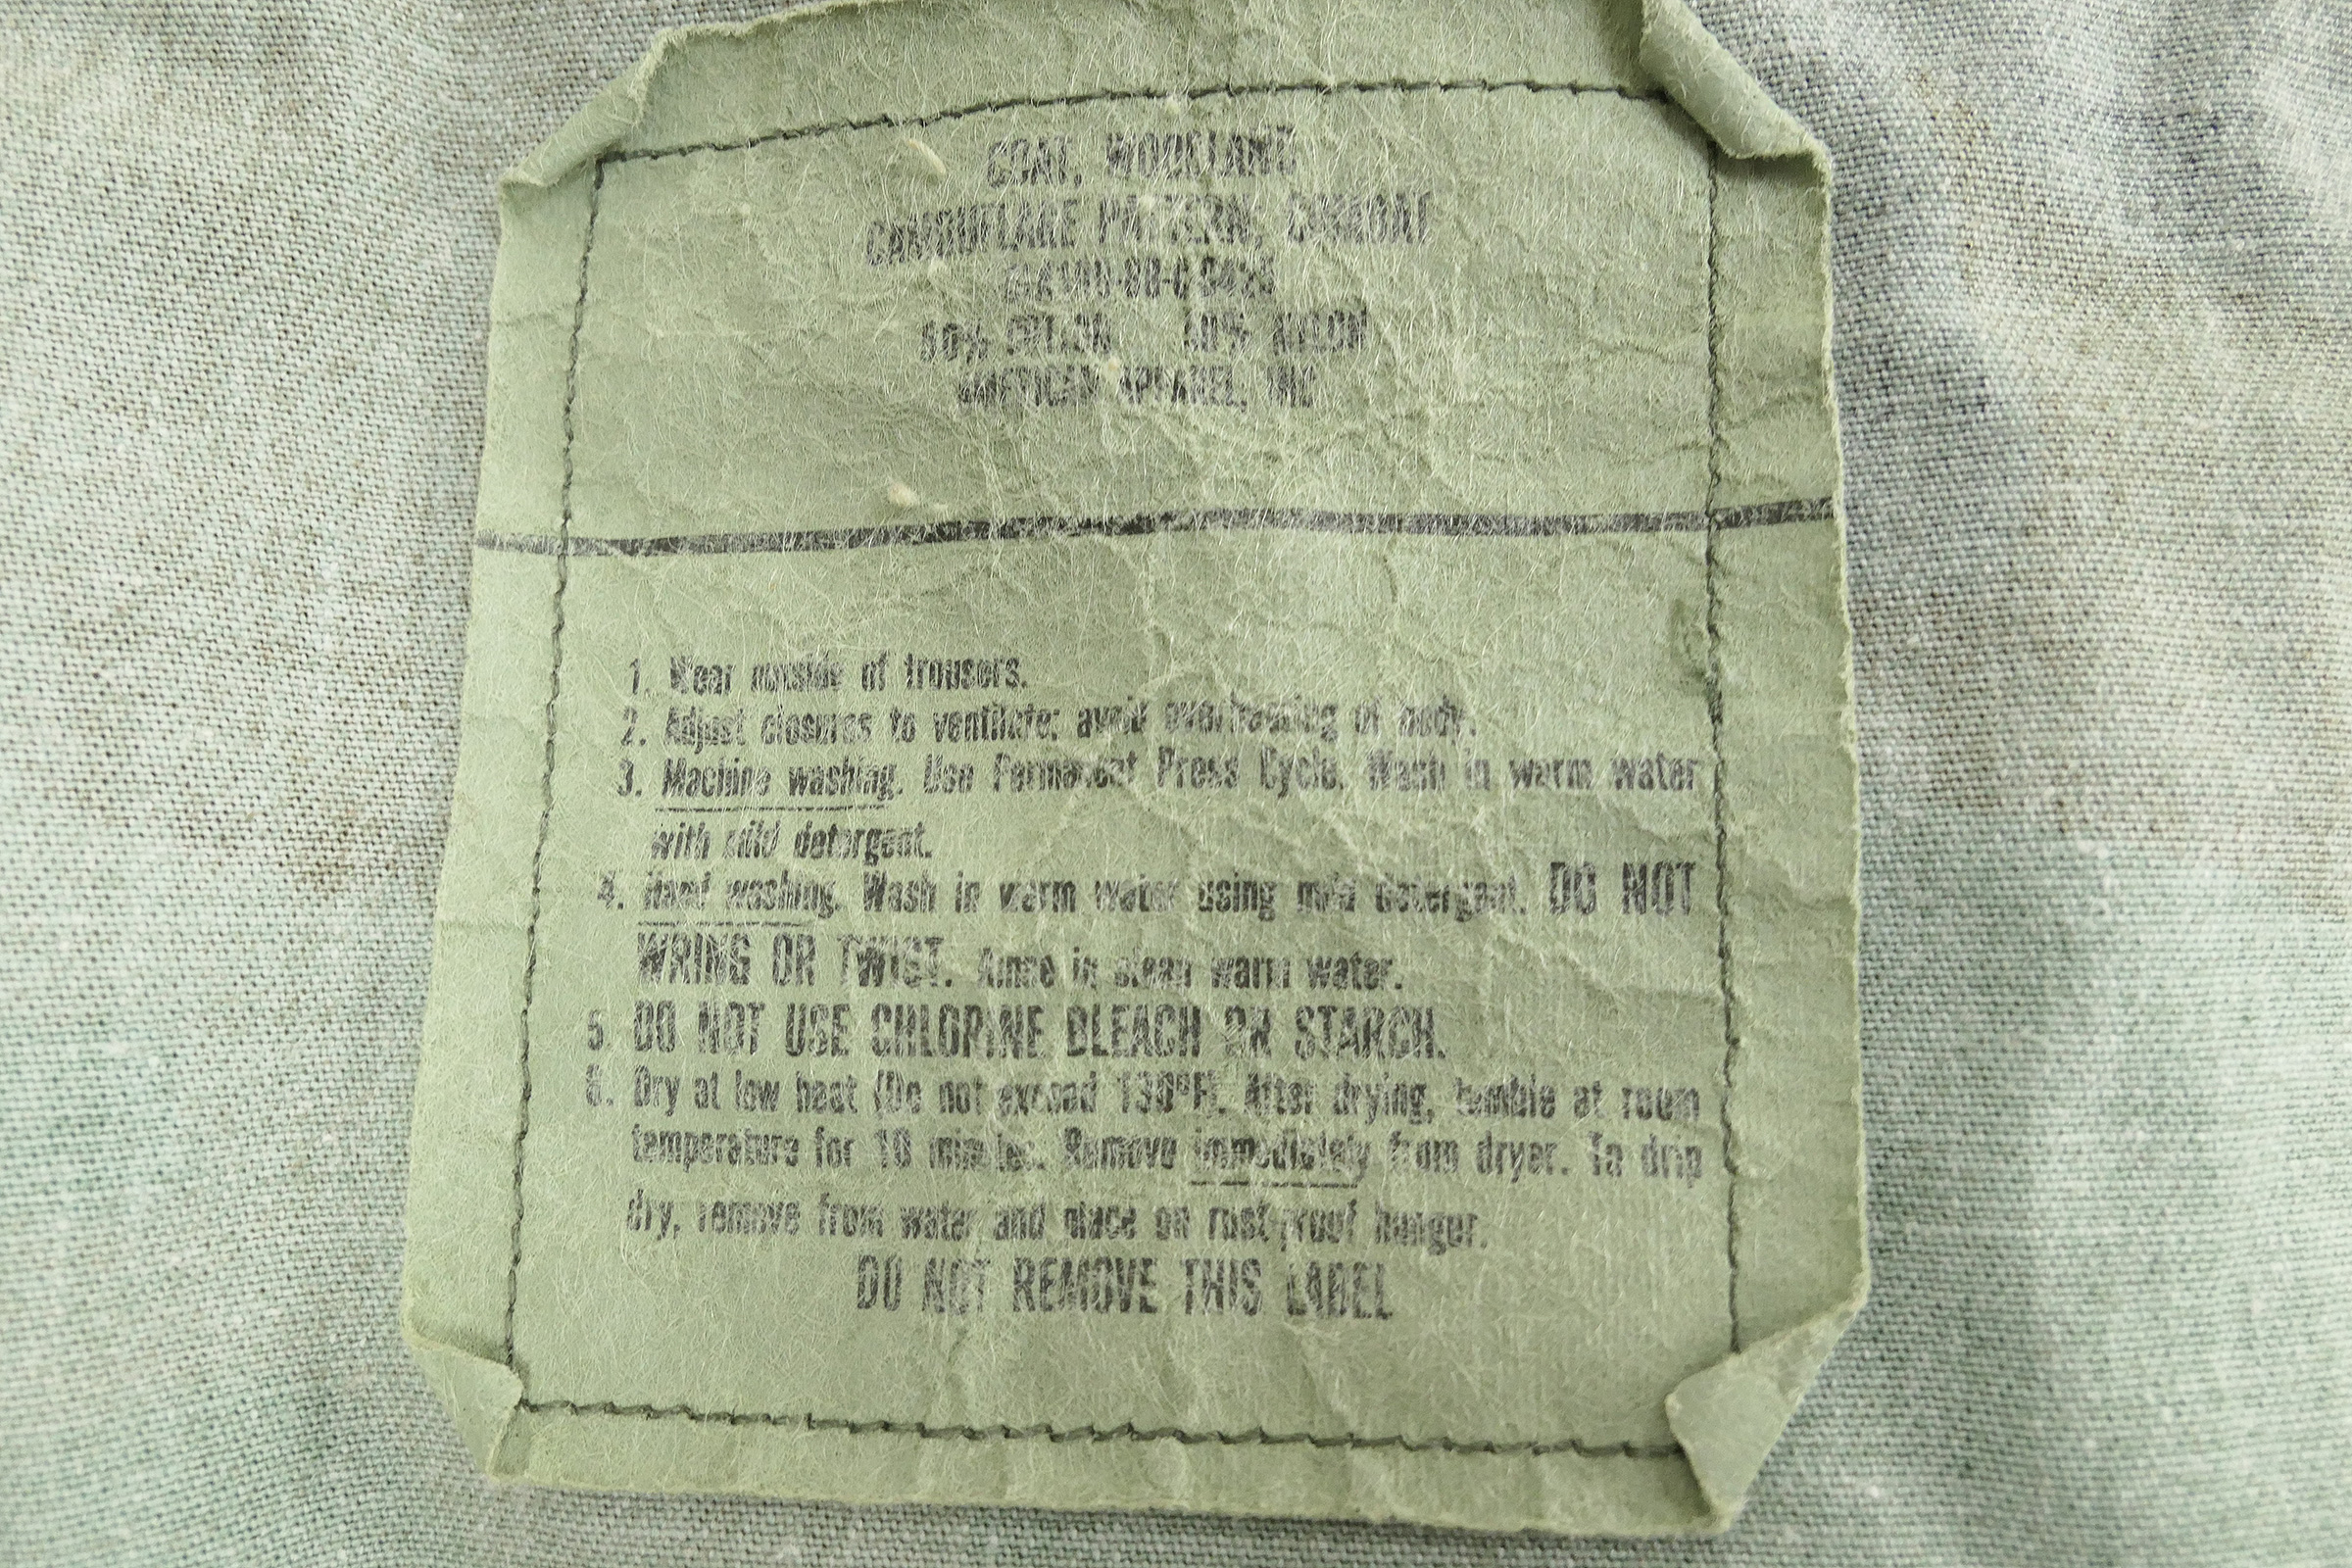 COAT, WOODLAND
CAMOUFLAGE PATTERN, COMBAT
50% COTTON 50% NYLON
AMERICAN APPAREL, INC
1. Wear outside of trousers.
2. Adjust closures to ventilate: avoid overheating of body.
3. Machine washing. Use Permanent Press Cycle. Wash in warm water
with mild detergent.
4. Hand washing. Wash in warm water using mild detergent. DO NOT
WRING OR TWIST. Rinse in clean warm water.
5. DO NOT USE CHLORINE BLEACH OR STARCH.
6. Dry at low heat (Do not exceed 130ºF). After drying, tumble at room
temperature for 10 minutes. Remove immediately from dryer. To drip
dry, remove from water and place on rust-proof hanger.
DO NOT REMOVE THIS LABEL